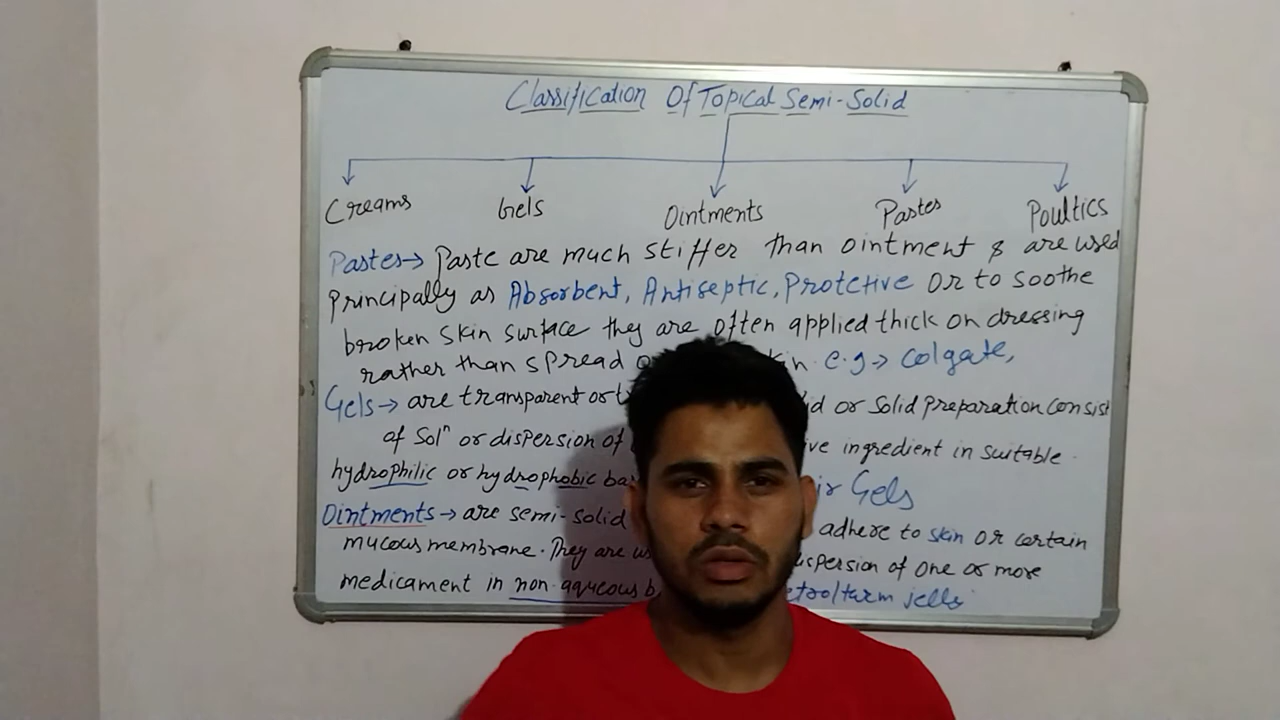 Classification Of Topical Semi-Solid
Creams Gels Ointments Pastes Poultics
Pastes→ Paste are much stiffer than ointment & are used
principally as Absorbent, Antiseptic, Protctive Or to soothe
broken skin surface they are often applied thick on dressing
rather than spread e.g→ Colgate,
Gels→ are transparent or Solid Preparation consist
of Solⁿ or dispersion of ingredient in suitable
hydrophilic or hydrophobic Gels
Ointments→ are semi-solid adhere to skin or certain
mucous membrane. They are of one or more
medicament in non-aqueous jells